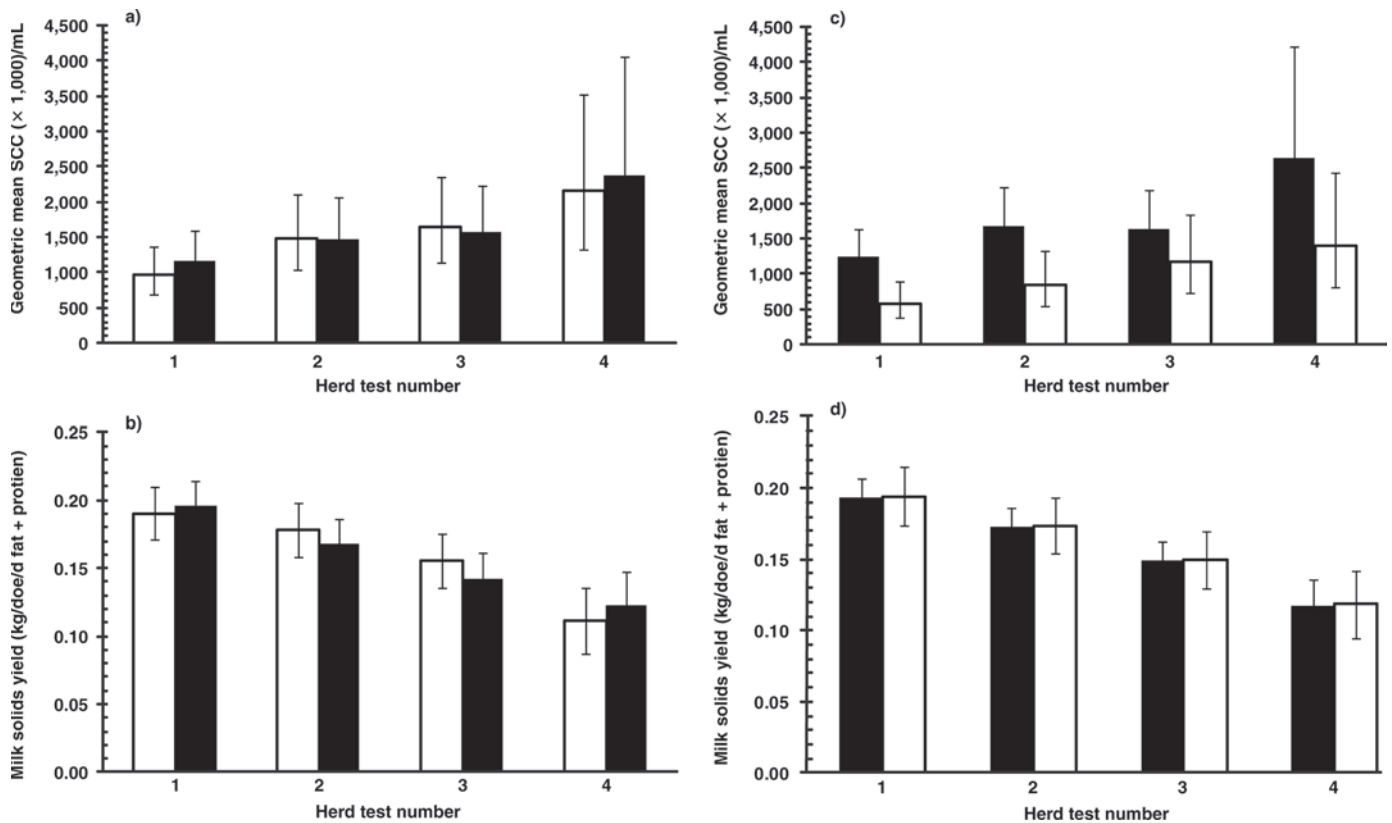 a)
Geometric mean SCC (× 1,000)/mL
4,500
4,000
3,500
3,000
2,500
2,000
1,500
1,000
500
0
1 2 3 4
Herd test number
b)
Milk solids yield (kg/doe/d fat + protien)
0.25
0.20
0.15
0.10
0.05
0.00
1 2 3 4
Herd test number
c)
Geometric mean SCC (× 1,000)/mL
4,500
4,000
3,500
3,000
2,500
2,000
1,500
1,000
500
0
1 2 3 4
Herd test number
d)
Milk solids yield (kg/doe/d fat + protien)
0.25
0.20
0.15
0.10
0.05
0.00
1 2 3 4
Herd test number